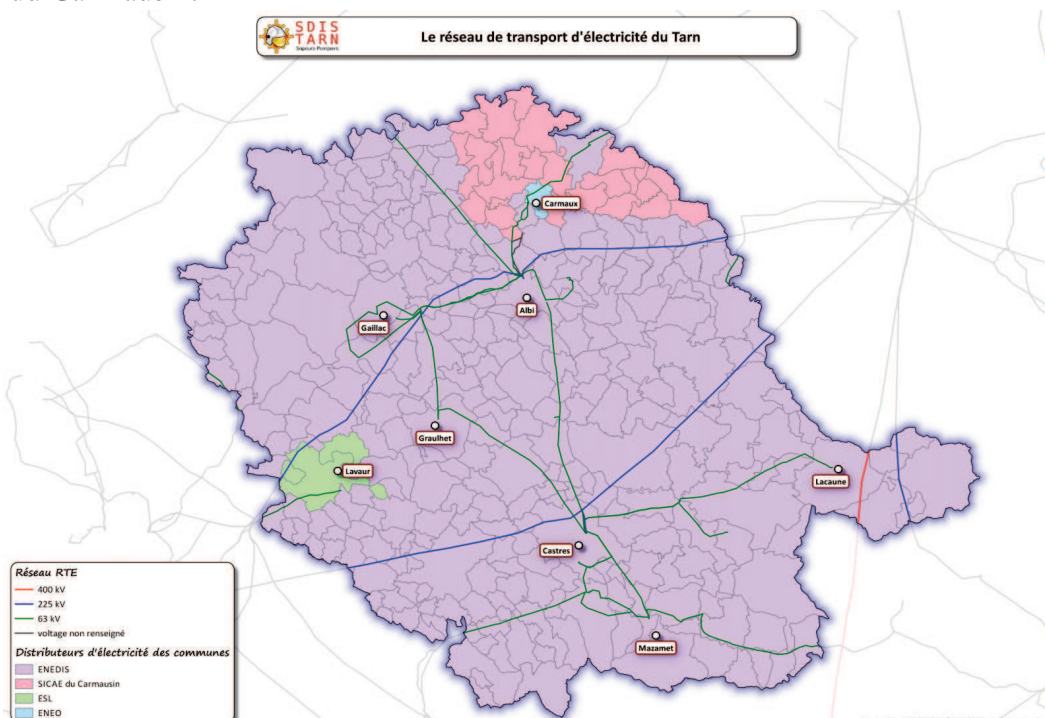 SDIS
TARN
Sapeurs-Pompiers
Le réseau de transport d'électricité du Tarn
Carmaux
Albi
Gaillac
Graulhet
Lavaur
Lacaune
Castres
Mazamet
Réseau RTE
400 kV
225 kV
63 kV
voltage non renseigné
Distributeurs d'électricité des communes
ENEDIS
SICAE du Carmausin
ESL
ENEO